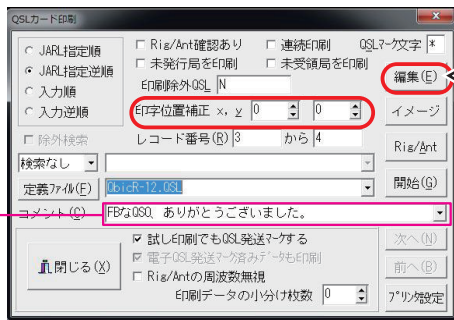 QSLカード印刷
JARL指定順
JARL指定逆順
入力順
入力逆順
Rig/Ant確認あり
連続印刷
QSLマーク文字 *
未発行局を印刷
未受領局を印刷
印刷除外QSL N
編集(E)
印字位置補正 x, y 0 0
イメージ
除外検索
レコード番号(R) 3 から 4
Rig/Ant
検索なし
定義ファイル(F) ObicR-12.QSL
開始(G)
コメント(C) FBなQSO, ありがとうございました。
閉じる(X)
試し印刷でもQSL発送マークする
電子QSL発送マーク済みデータも印刷
Rig/Antの周波数無視
印刷データの小分け枚数 0
次へ(N)
前へ(B)
プリンタ設定